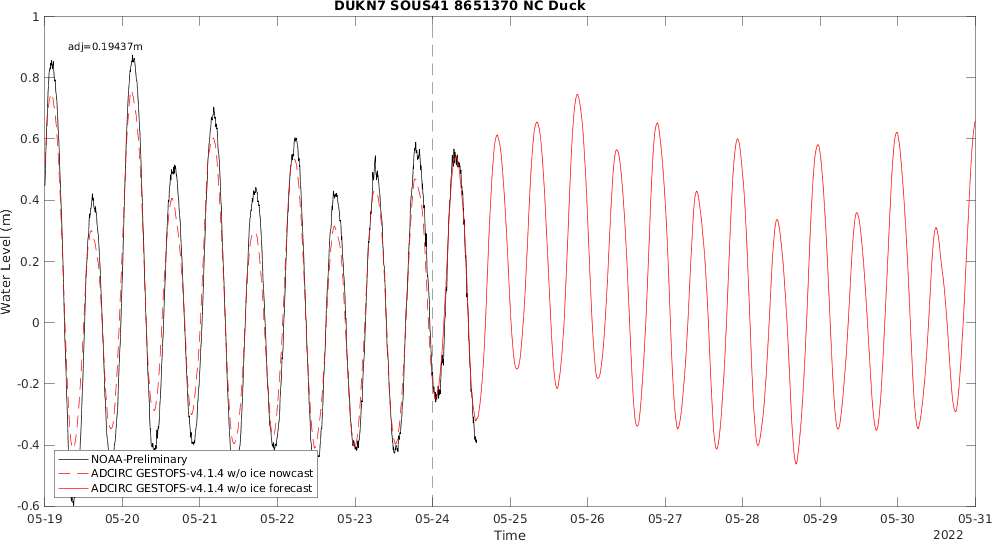 DUKN7 SOUS41 8651370 NC Duck
adj=0.19437m
1
0.8
0.6
0.4
0.2
0
-0.2
-0.4
-0.6
Water Level (m)
NOAA-Preliminary
ADCIRC GESTOFS-v4.1.4 w/o ice nowcast
ADCIRC GESTOFS-v4.1.4 w/o ice forecast
05-19 05-20 05-21 05-22 05-23 05-24 05-25 05-26 05-27 05-28 05-29 05-30 05-31
Time
2022